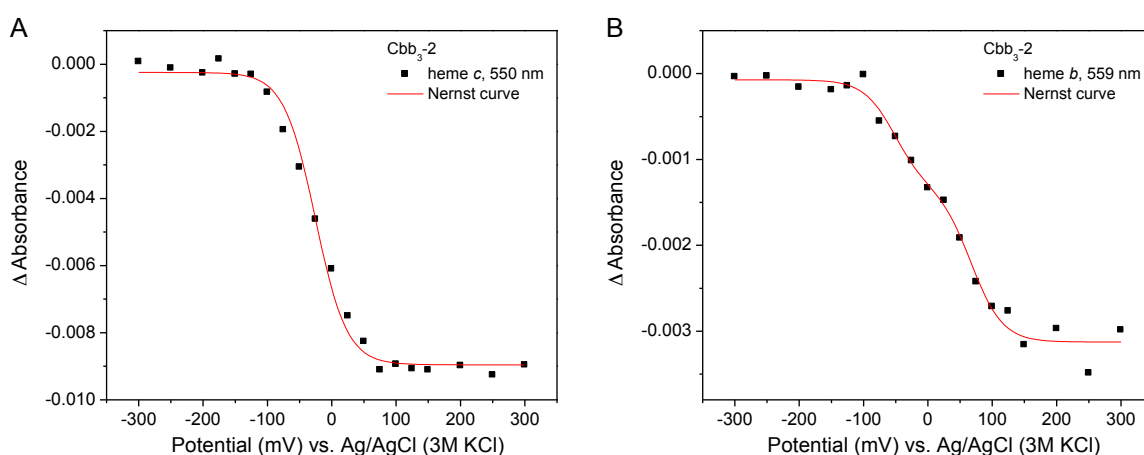 A
Cbb₃-2
heme c, 550 nm
Nernst curve
0.000
-0.002
-0.004
-0.006
-0.008
-0.010
Δ Absorbance
-300 -200 -100 0 100 200 300
Potential (mV) vs. Ag/AgCl (3M KCl)
B
Cbb₃-2
heme b, 559 nm
Nernst curve
0.000
-0.001
-0.002
-0.003
Δ Absorbance
-300 -200 -100 0 100 200 300
Potential (mV) vs. Ag/AgCl (3M KCl)